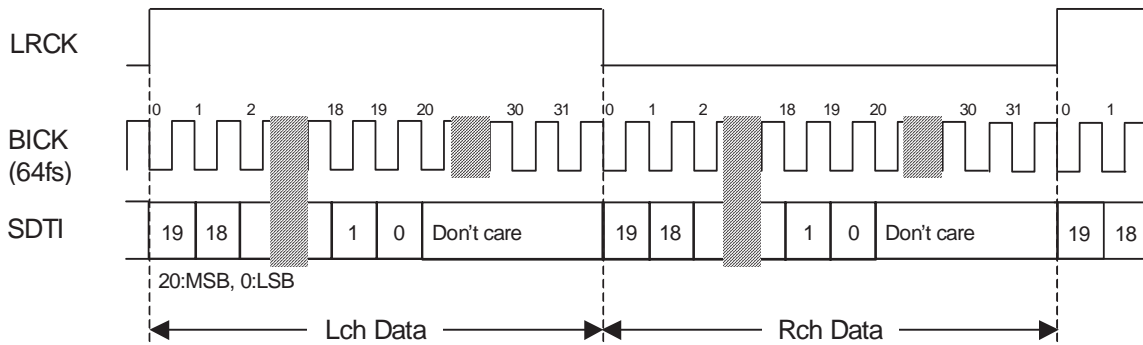 LRCK
0 1 2 18 19 20 30 31 0 1 2 18 19 20 30 31 0 1
BICK
(64fs)
SDTI 19 18 1 0 Don't care 19 18 1 0 Don't care 19 18
20:MSB, 0:LSB
Lch Data Rch Data